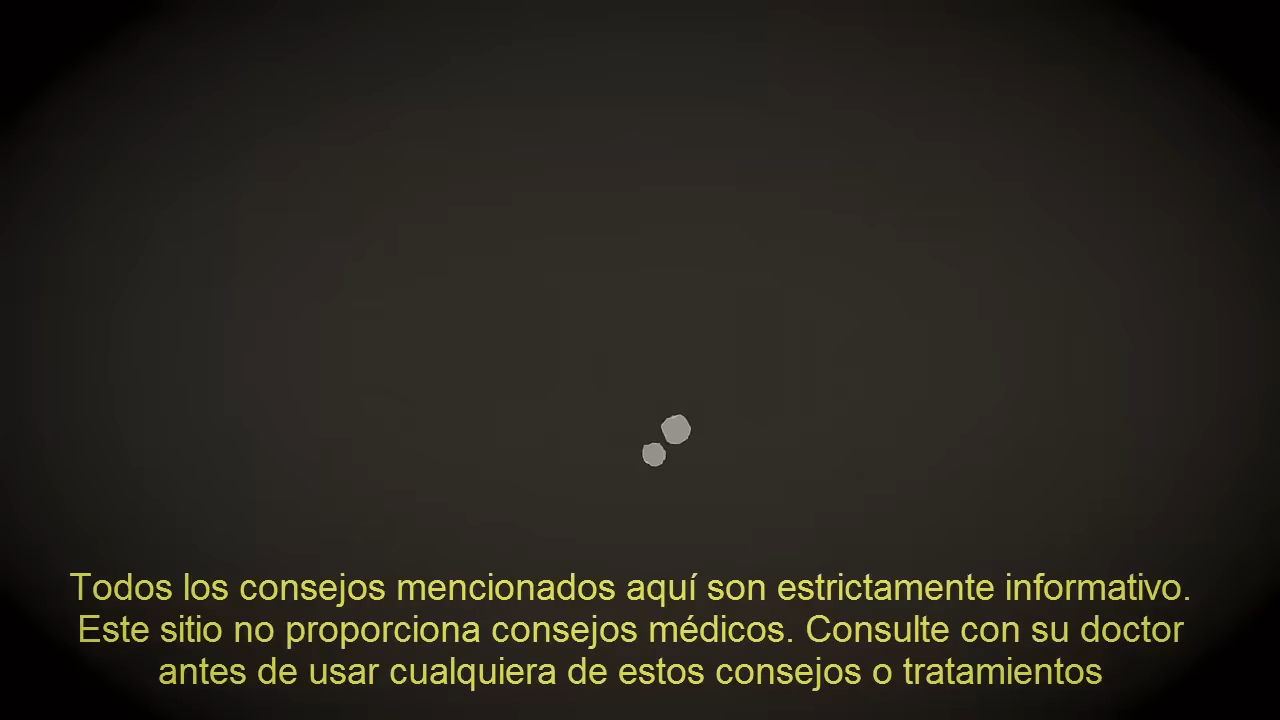 Todos los consejos mencionados aquí son estrictamente informativo.
Este sitio no proporciona consejos médicos. Consulte con su doctor
antes de usar cualquiera de estos consejos o tratamientos